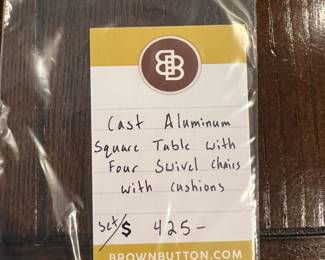 BB
Cast Aluminum
Square Table with
Four Swivel Chairs
with cushions
Set/$ 425-
BROWNBUTTON.COM